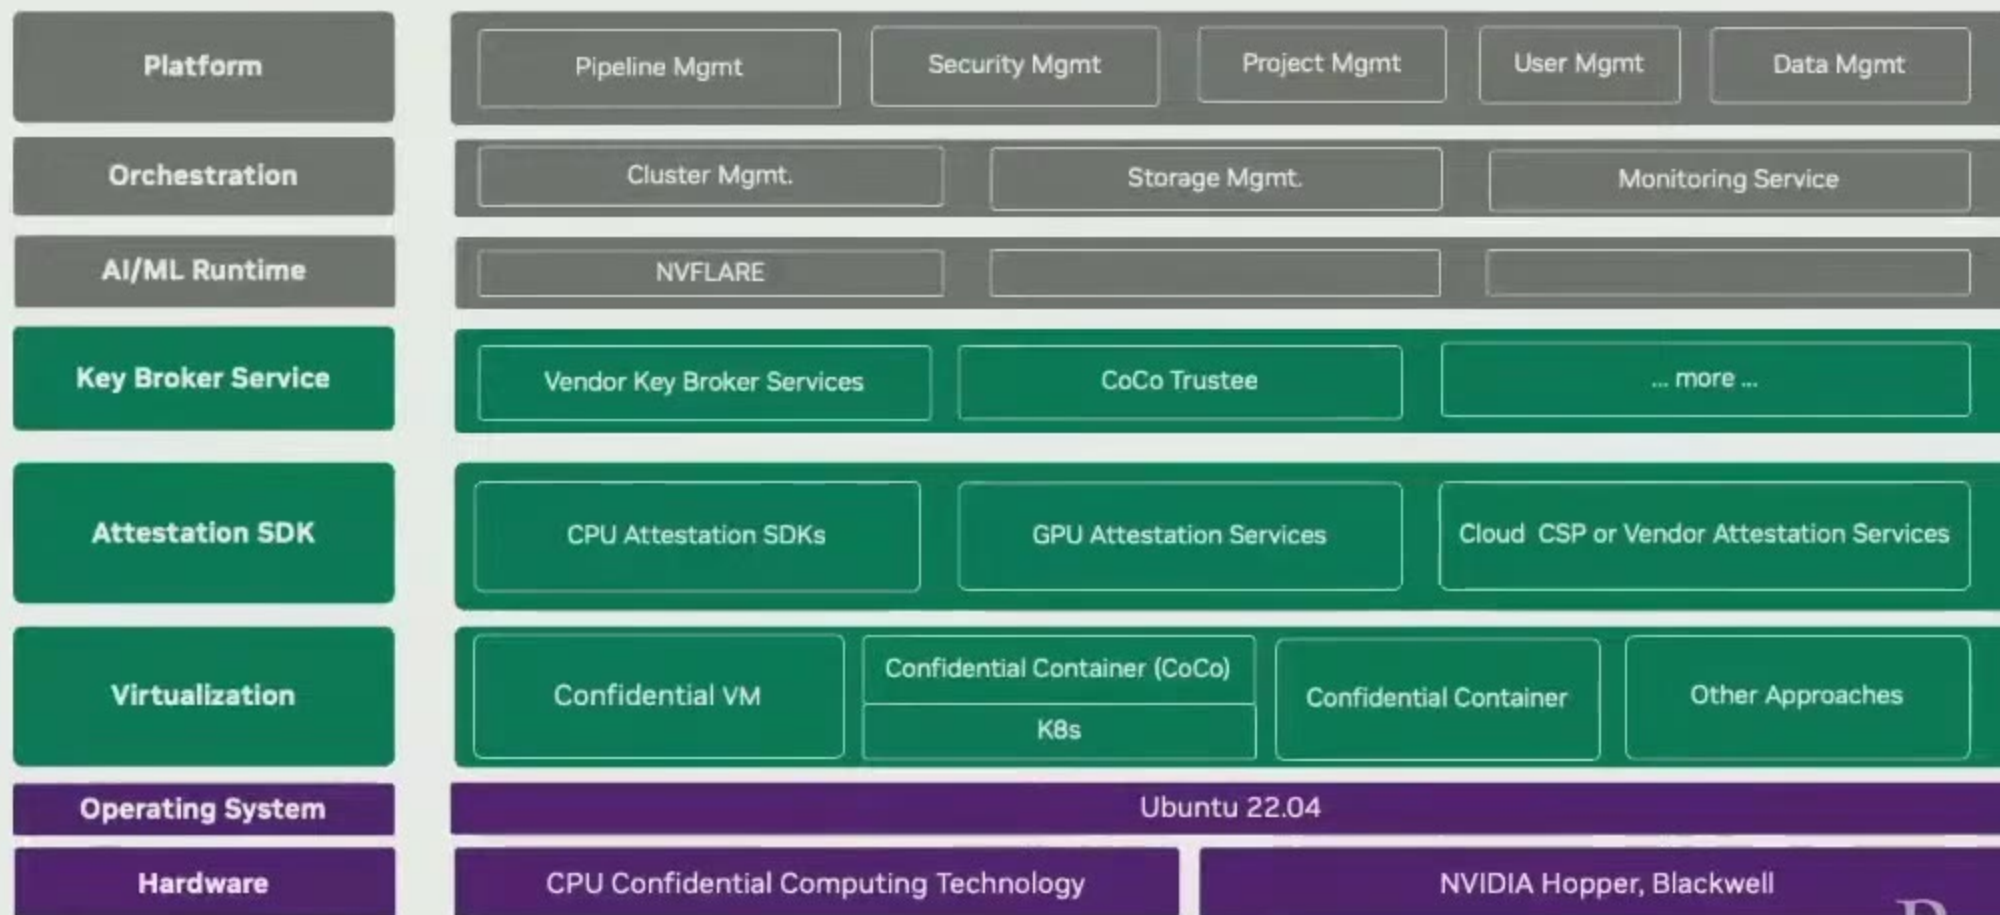 Platform
Pipeline Mgmt
Security Mgmt
Project Mgmt
User Mgmt
Data Mgmt
Orchestration
Cluster Mgmt.
Storage Mgmt.
Monitoring Service
AI/ML Runtime
NVFLARE
Key Broker Service
Vendor Key Broker Services
CoCo Trustee
... more ...
Attestation SDK
CPU Attestation SDKs
GPU Attestation Services
Cloud CSP or Vendor Attestation Services
Virtualization
Confidential VM
Confidential Container (CoCo)
K8s
Confidential Container
Other Approaches
Operating System
Ubuntu 22.04
Hardware
CPU Confidential Computing Technology
NVIDIA Hopper, Blackwell